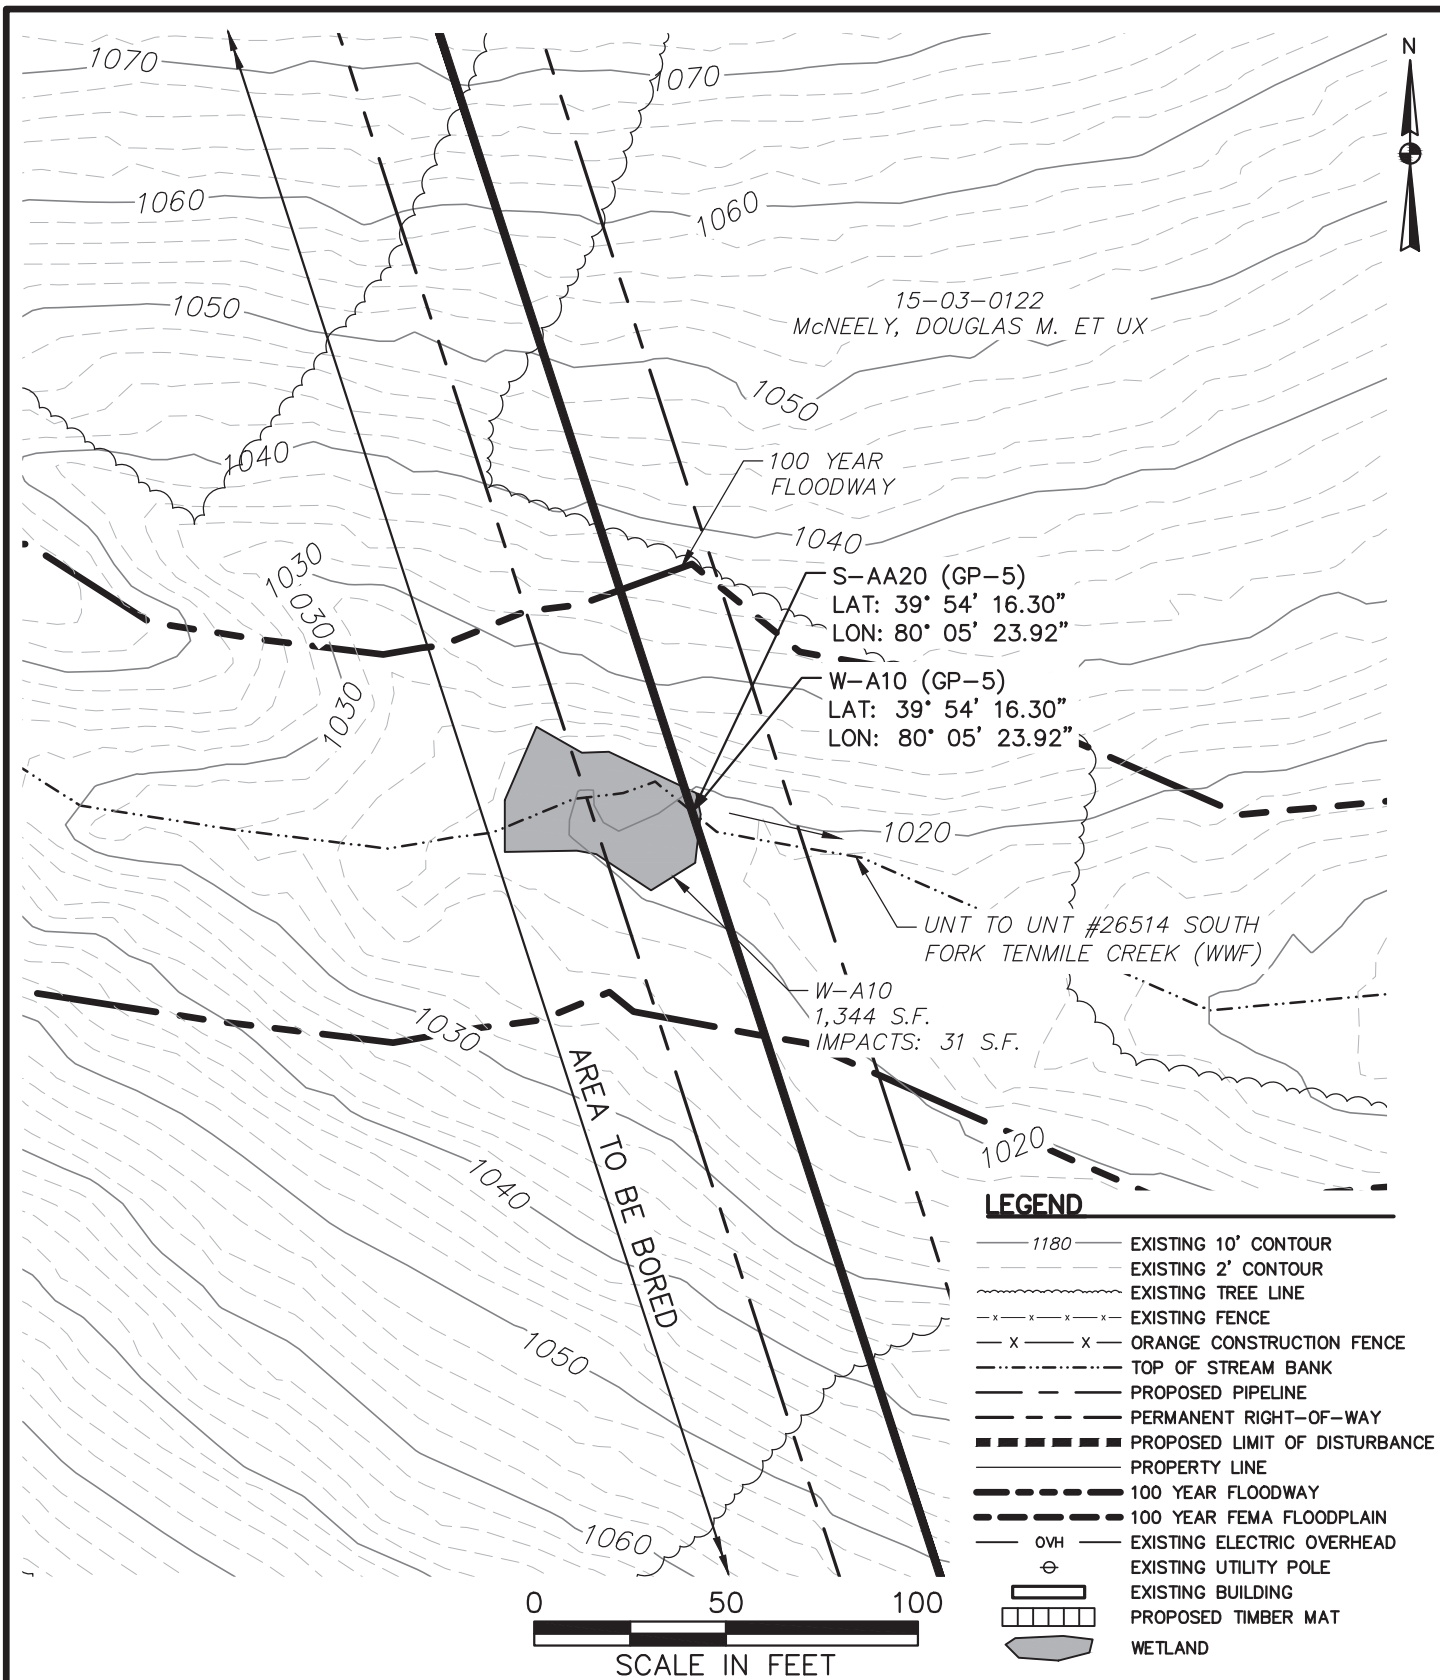 N
1070
1070
1060
1060
1050
15-03-0122
McNEELY, DOUGLAS M. ET UX
1050
1040
100 YEAR
FLOODWAY
1040
1030
1030
1030
S-AA20 (GP-5)
LAT: 39° 54' 16.30"
LON: 80° 05' 23.92"
W-A10 (GP-5)
LAT: 39° 54' 16.30"
LON: 80° 05' 23.92"
1020
UNT TO UNT #26514 SOUTH
FORK TENMILE CREEK (WWF)
W-A10
1,344 S.F.
IMPACTS: 31 S.F.
1030
AREA TO BE BORED
1020
1040
1050
1060
LEGEND
1180 EXISTING 10' CONTOUR
EXISTING 2' CONTOUR
EXISTING TREE LINE
x x x x EXISTING FENCE
X X ORANGE CONSTRUCTION FENCE
TOP OF STREAM BANK
PROPOSED PIPELINE
PERMANENT RIGHT-OF-WAY
PROPOSED LIMIT OF DISTURBANCE
PROPERTY LINE
100 YEAR FLOODWAY
100 YEAR FEMA FLOODPLAIN
OVH EXISTING ELECTRIC OVERHEAD
EXISTING UTILITY POLE
EXISTING BUILDING
PROPOSED TIMBER MAT
WETLAND
0 50 100
SCALE IN FEET